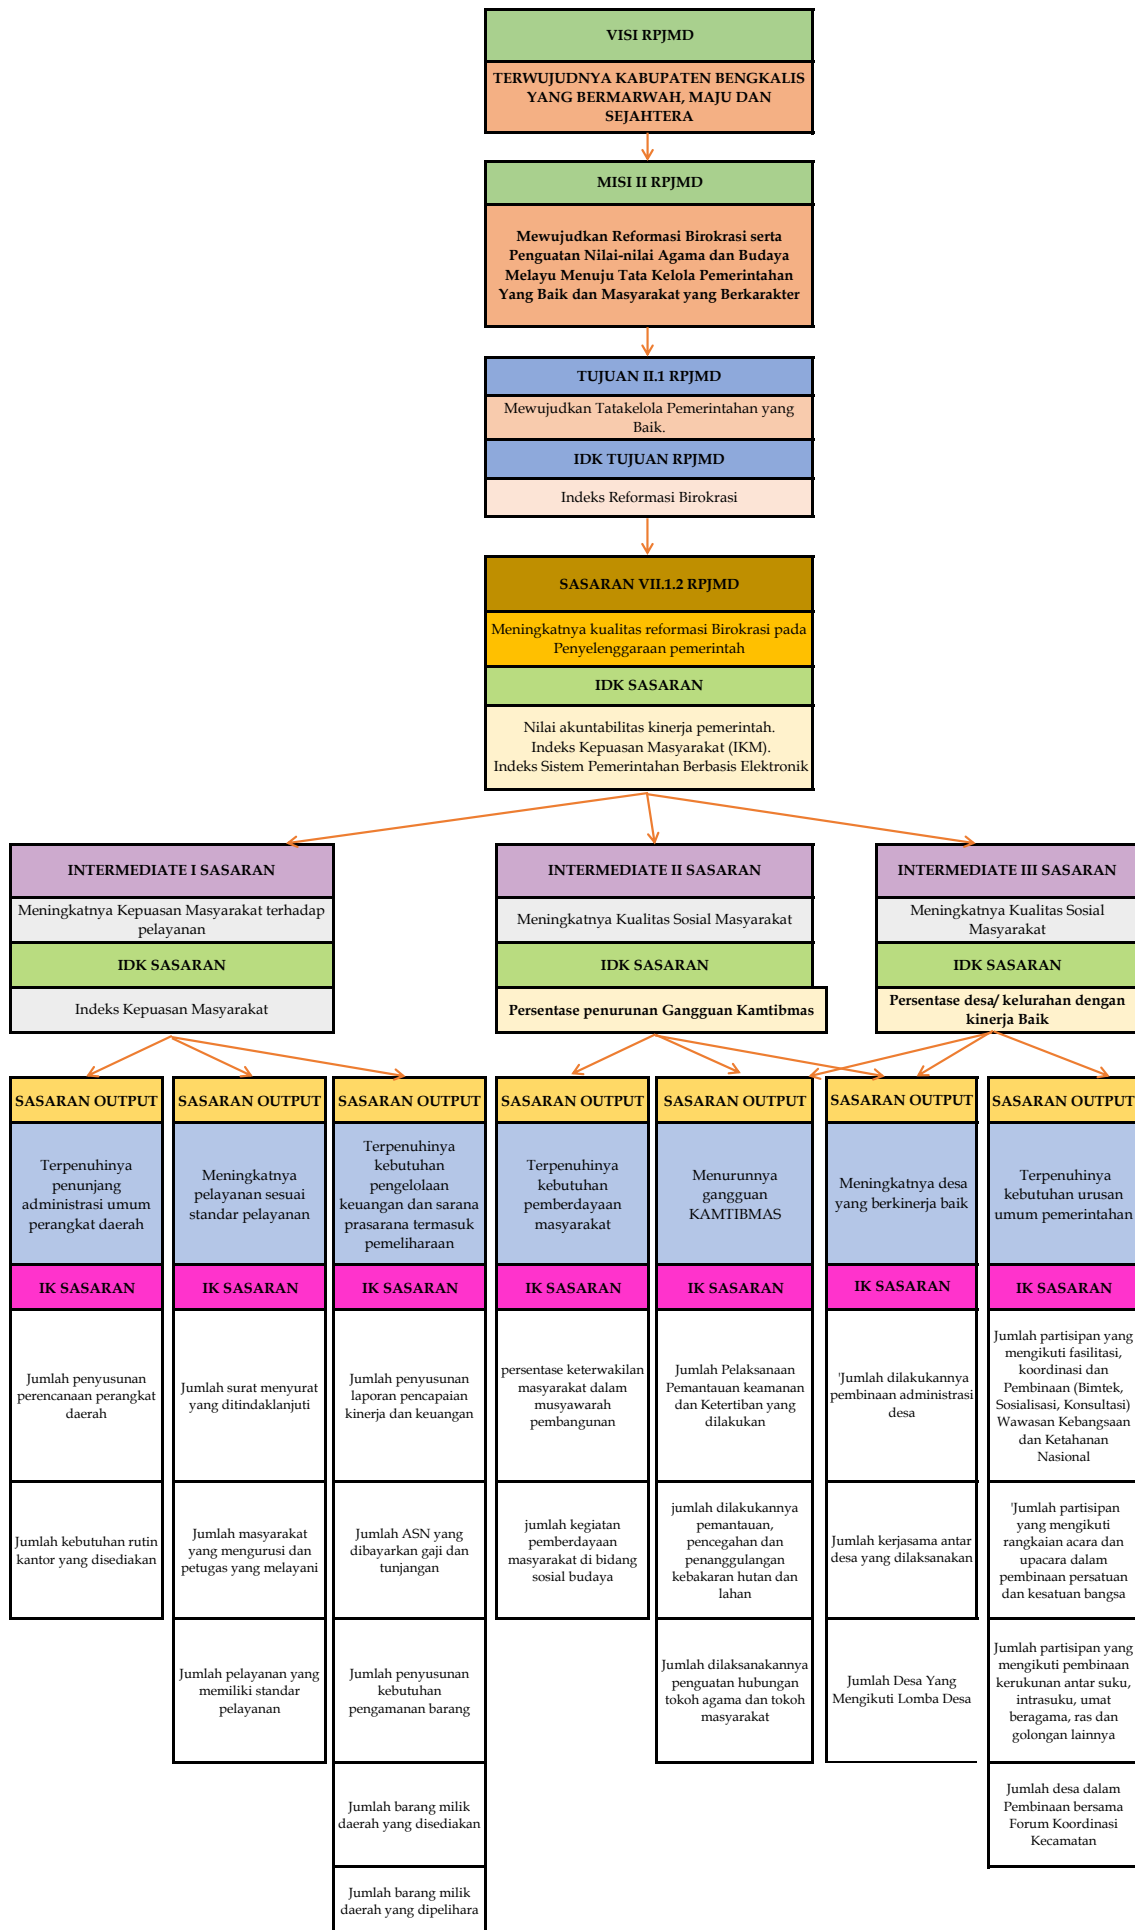 VISI RPJMD
TERWUJUDNYA KABUPATEN BENGKALIS
YANG BERMARWAH, MAJU DAN
SEJAHTERA
MISI II RPJMD
Mewujudkan Reformasi Birokrasi serta
Penguatan Nilai-nilai Agama dan Budaya
Melayu Menuju Tata Kelola Pemerintahan
Yang Baik dan Masyarakat yang Berkarakter
TUJUAN II.1 RPJMD
Mewujudkan Tatakelola Pemerintahan yang
Baik.
IDK TUJUAN RPJMD
Indeks Reformasi Birokrasi
SASARAN VII.1.2 RPJMD
Meningkatnya kualitas reformasi Birokrasi pada
Penyelenggaraan pemerintah
IDK SASARAN
Nilai akuntabilitas kinerja pemerintah.
Indeks Kepuasan Masyarakat (IKM).
Indeks Sistem Pemerintahan Berbasis Elektronik
INTERMEDIATE I SASARAN
Meningkatnya Kepuasan Masyarakat terhadap
pelayanan
IDK SASARAN
Indeks Kepuasan Masyarakat
INTERMEDIATE II SASARAN
Meningkatnya Kualitas Sosial Masyarakat
IDK SASARAN
Persentase penurunan Gangguan Kamtibmas
INTERMEDIATE III SASARAN
Meningkatnya Kualitas Sosial
Masyarakat
IDK SASARAN
Persentase desa/ kelurahan dengan
kinerja Baik
SASARAN OUTPUT
Terpenuhinya
penunjang
administrasi umum
perangkat daerah
IK SASARAN
Jumlah penyusunan
perencanaan perangkat
daerah
Jumlah kebutuhan rutin
kantor yang disediakan
SASARAN OUTPUT
Meningkatnya
pelayanan sesuai
standar pelayanan
IK SASARAN
Jumlah surat menyurat
yang ditindaklanjuti
Jumlah masyarakat
yang mengurusi dan
petugas yang melayani
Jumlah pelayanan yang
memiliki standar
pelayanan
SASARAN OUTPUT
Terpenuhinya
kebutuhan
pengelolaan
keuangan dan sarana
prasarana termasuk
pemeliharaan
IK SASARAN
Jumlah penyusunan
laporan pencapaian
kinerja dan keuangan
Jumlah ASN yang
dibayarkan gaji dan
tunjangan
Jumlah penyusunan
kebutuhan
pengamanan barang
Jumlah barang milik
daerah yang disediakan
Jumlah barang milik
daerah yang dipelihara
SASARAN OUTPUT
Terpenuhinya
kebutuhan
pemberdayaan
masyarakat
IK SASARAN
persentase keterwakilan
masyarakat dalam
musyawarah
pembangunan
jumlah kegiatan
pemberdayaan
masyarakat di bidang
sosial budaya
SASARAN OUTPUT
Menurunnya
gangguan
KAMTIBMAS
IK SASARAN
Jumlah Pelaksanaan
Pemantauan keamanan
dan Ketertiban yang
dilakukan
jumlah dilakukannya
pemantauan,
pencegahan dan
penanggulangan
kebakaran hutan dan
lahan
Jumlah dilaksanakannya
penguatan hubungan
tokoh agama dan tokoh
masyarakat
SASARAN OUTPUT
Meningkatnya desa
yang berkinerja baik
IK SASARAN
'Jumlah dilakukannya
pembinaan administrasi
desa
Jumlah kerjasama antar
desa yang dilaksanakan
Jumlah Desa Yang
Mengikuti Lomba Desa
SASARAN OUTPUT
Terpenuhinya
kebutuhan urusan
umum pemerintahan
IK SASARAN
Jumlah partisipan yang
mengikuti fasilitasi,
koordinasi dan
Pembinaan (Bimtek,
Sosialisasi, Konsultasi)
Wawasan Kebangsaan
dan Ketahanan
Nasional
'Jumlah partisipan
yang mengikuti
rangkaian acara dan
upacara dalam
pembinaan persatuan
dan kesatuan bangsa
Jumlah partisipan yang
mengikuti pembinaan
kerukunan antar suku,
intrasuku, umat
beragama, ras dan
golongan lainnya
Jumlah desa dalam
Pembinaan bersama
Forum Koordinasi
Kecamatan